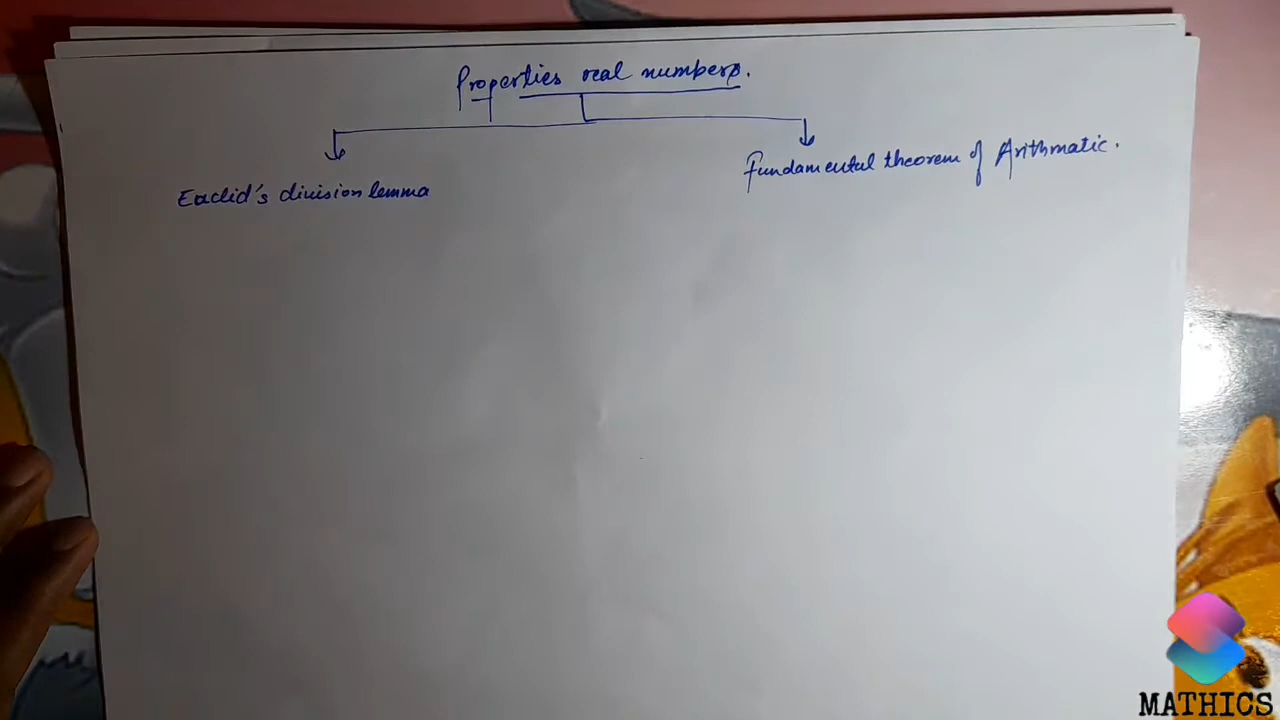 Properties real numbers.
Euclid's division lemma
Fundamental theorem of Arithmatic.
MATHICS